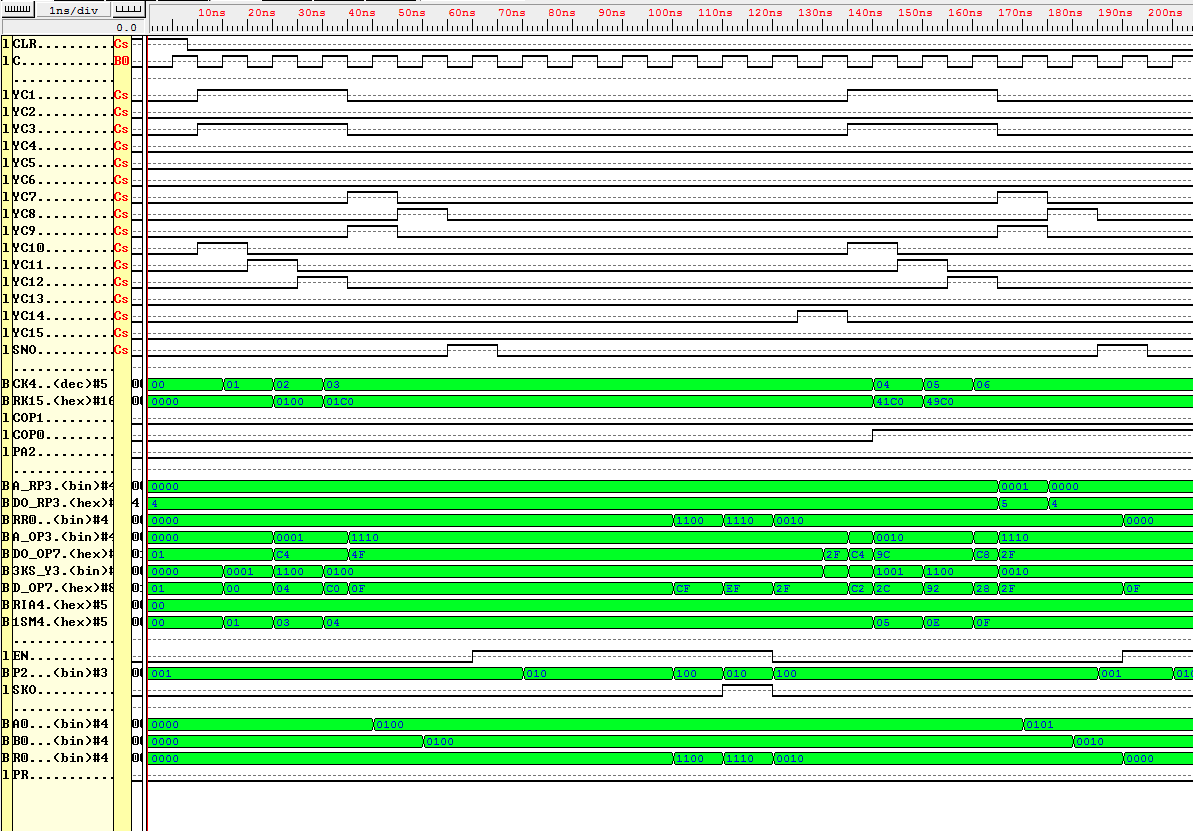 1ns/div 10ns 20ns 30ns 40ns 50ns 60ns 70ns 80ns 90ns 100ns 110ns 120ns 130ns 140ns 150ns 160ns 170ns 180ns 190ns 200ns
0.0
1 CLR........ Cs
1 C.......... B0
1 YC1........ Cs
1 YC2........ Cs
1 YC3........ Cs
1 YC4........ Cs
1 YC5........ Cs
1 YC6........ Cs
1 YC7........ Cs
1 YC8........ Cs
1 YC9........ Cs
1 YC10....... Cs
1 YC11....... Cs
1 YC12....... Cs
1 YC13....... Cs
1 YC14....... Cs
1 YC15....... Cs
1 SNO........ Cs
B CK4..(dec)#5 00 01 02 03 04 05 06
B RK15.(hex)#16 0000 0100 01C0 41C0 49C0
1 COP1
1 COP0
1 PA2
B A_RP3.(bin)#4 0000 0001 0000
B DO_RP3.(hex)# 4 4 5 4
B RR0..(bin)#4 0000 1100 1110 0010 0000
B A_OP3.(bin)#4 0000 0001 1110 0010 1110
B DO_OP7.(hex)# 01 C4 4F 2F C4 9C C8 2F
B 3KS_Y3.(bin)# 0000 0001 1100 0100 1001 1100 0010
B D_OP7.(hex)#8 01 00 04 C0 0F CF EF 2F C2 2C 92 28 2F 0F
B RIA4.(hex)#5 00
B 1SM4.(hex)#5 00 01 03 04 05 0E 0F
1 EN
B P2...(bin)#3 001 010 100 010 100 001 010
1 SKO
B A0...(bin)#4 0000 0100 0101
B B0...(bin)#4 0000 0100 0010
B R0...(bin)#4 0000 1100 1110 0010 0000
1 PR